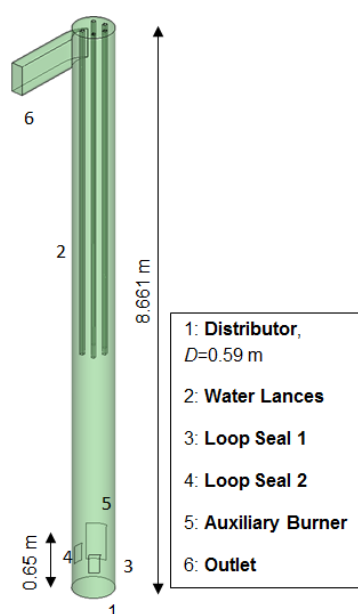 6
2
8.661 m
5
0.65 m
4
3
1
1: Distributor,
D=0.59 m
2: Water Lances
3: Loop Seal 1
4: Loop Seal 2
5: Auxiliary Burner
6: Outlet